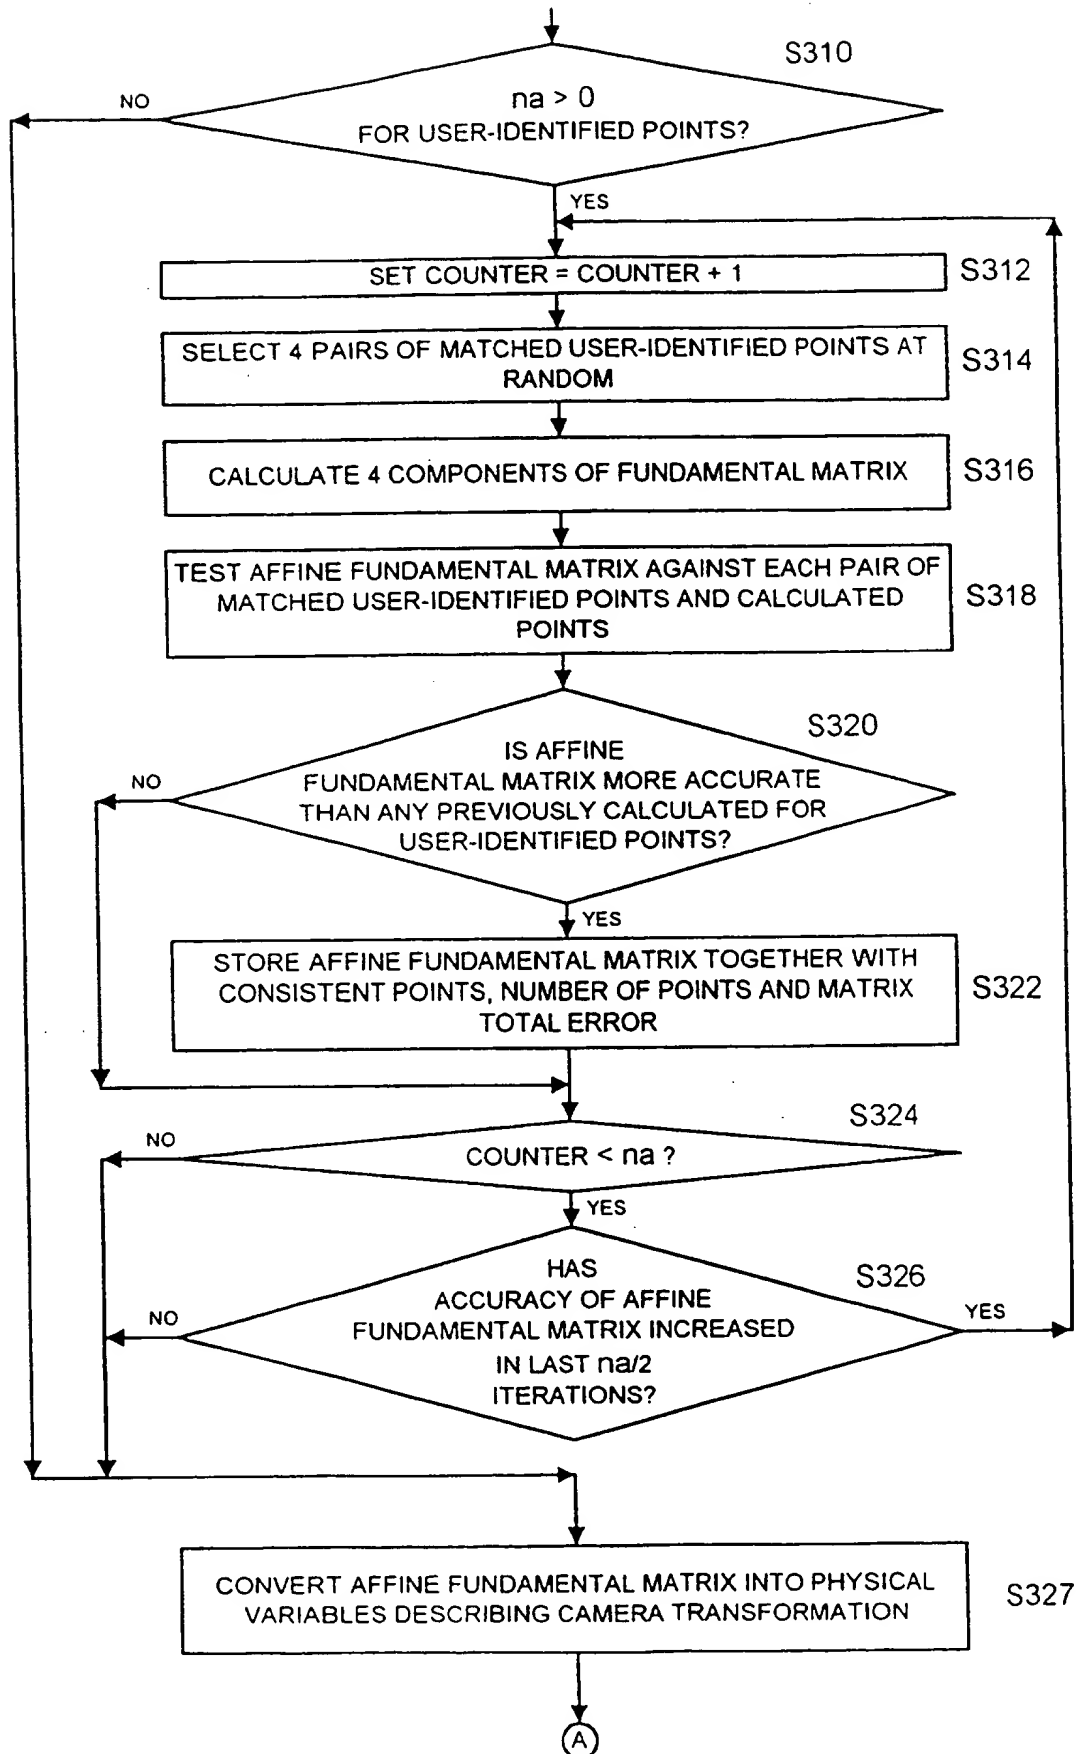 S310
NO
na > 0
FOR USER-IDENTIFIED POINTS?
YES
SET COUNTER = COUNTER + 1
S312
SELECT 4 PAIRS OF MATCHED USER-IDENTIFIED POINTS AT
RANDOM
S314
CALCULATE 4 COMPONENTS OF FUNDAMENTAL MATRIX
S316
TEST AFFINE FUNDAMENTAL MATRIX AGAINST EACH PAIR OF
MATCHED USER-IDENTIFIED POINTS AND CALCULATED
POINTS
S318
S320
IS AFFINE
NO
FUNDAMENTAL MATRIX MORE ACCURATE
THAN ANY PREVIOUSLY CALCULATED FOR
USER-IDENTIFIED POINTS?
YES
STORE AFFINE FUNDAMENTAL MATRIX TOGETHER WITH
CONSISTENT POINTS, NUMBER OF POINTS AND MATRIX
TOTAL ERROR
S322
S324
NO
COUNTER < na ?
YES
HAS
S326
ACCURACY OF AFFINE
NO
FUNDAMENTAL MATRIX INCREASED
YES
IN LAST na/2
ITERATIONS?
CONVERT AFFINE FUNDAMENTAL MATRIX INTO PHYSICAL
VARIABLES DESCRIBING CAMERA TRANSFORMATION
S327
A